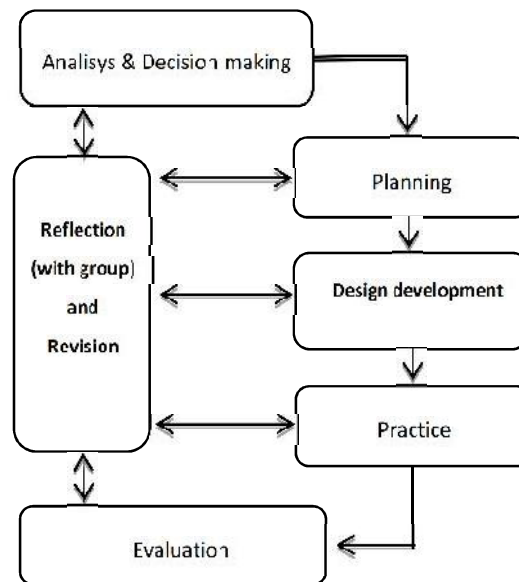 Analisys & Decision making
Planning
Reflection
(with group)
and
Revision
Design development
Practice
Evaluation